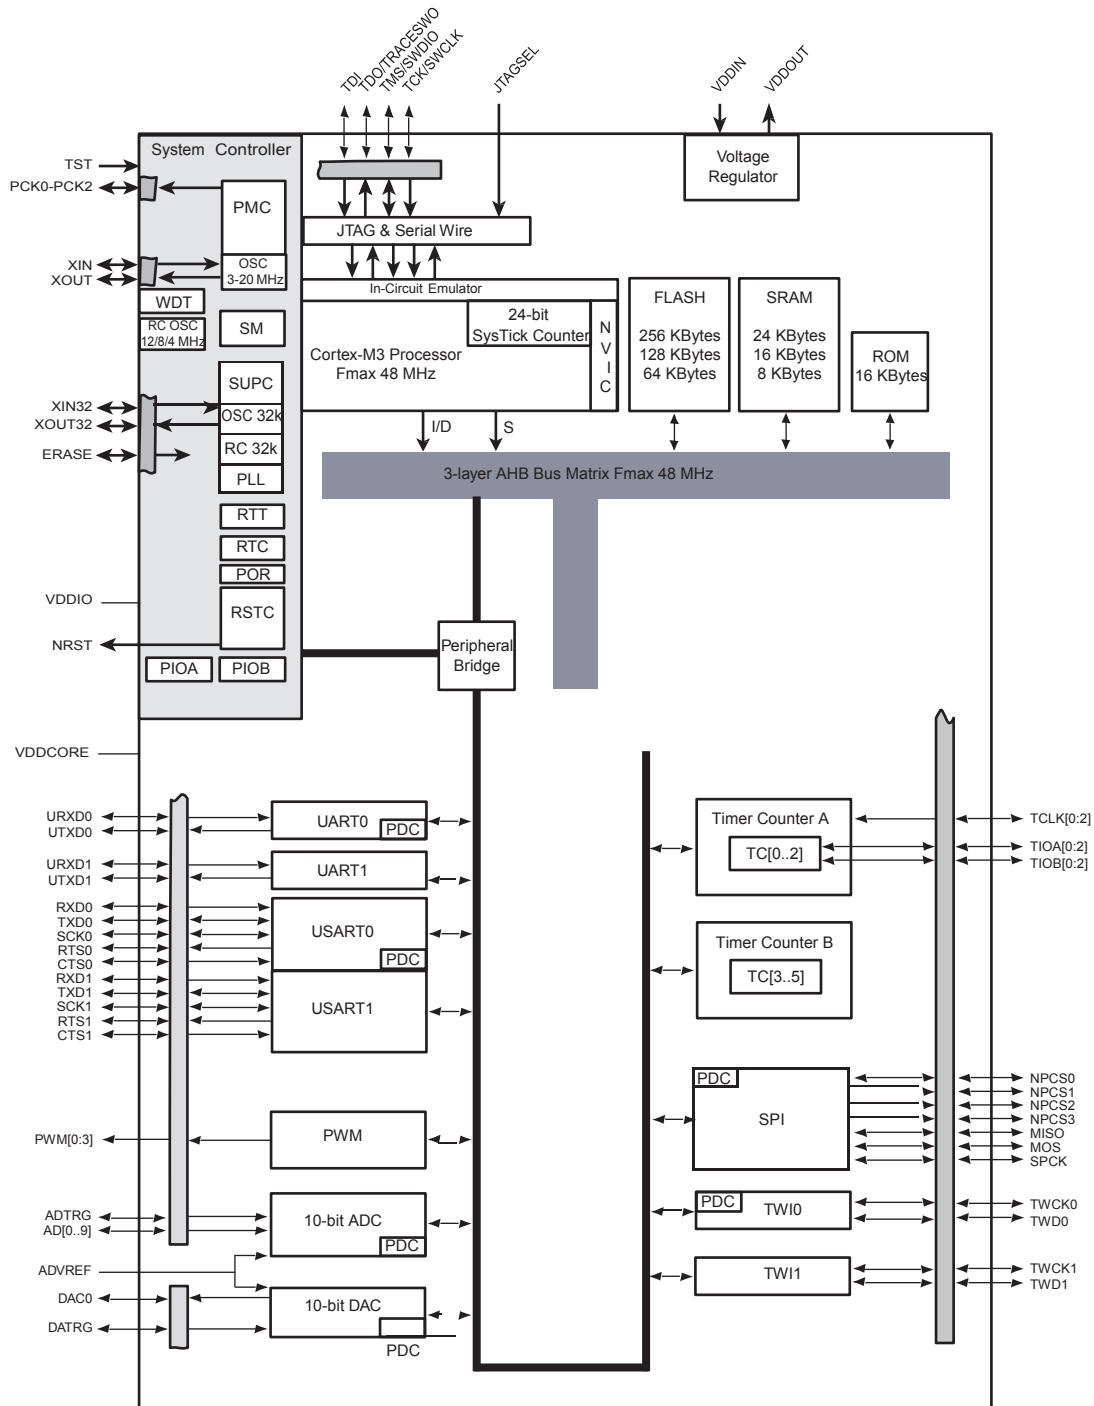 TDI
TDO/TRACESWO
TMS/SWDIO
TCK/SWCLK
JTAGSEL
VDDIN
VDDOUT
System Controller
Voltage
Regulator
TST
PCK0-PCK2
PMC
JTAG & Serial Wire
XIN
XOUT
OSC
3-20 MHz
WDT
RC OSC
12/8/4 MHz
SM
In-Circuit Emulator
24-bit
SysTick Counter
N
V
I
C
Cortex-M3 Processor
Fmax 48 MHz
FLASH
256 KBytes
128 KBytes
64 KBytes
SRAM
24 KBytes
16 KBytes
8 KBytes
ROM
16 KBytes
SUPC
XIN32
XOUT32
OSC 32k
ERASE
RC 32k
PLL
I/D
S
3-layer AHB Bus Matrix Fmax 48 MHz
RTT
RTC
POR
VDDIO
RSTC
NRST
PIOA
PIOB
Peripheral
Bridge
VDDCORE
URXD0
UTXD0
UART0
PDC
URXD1
UTXD1
UART1
RXD0
TXD0
SCK0
RTS0
CTS0
USART0
PDC
RXD1
TXD1
SCK1
RTS1
CTS1
USART1
PWM[0:3]
PWM
ADTRG
AD[0..9]
10-bit ADC
PDC
ADVREF
DAC0
DATRG
10-bit DAC
PDC
Timer Counter A
TC[0..2]
TCLK[0:2]
TIOA[0:2]
TIOB[0:2]
Timer Counter B
TC[3..5]
PDC
SPI
NPCS0
NPCS1
NPCS2
NPCS3
MISO
MOS
SPCK
PDC
TWI0
TWCK0
TWD0
TWI1
TWCK1
TWD1